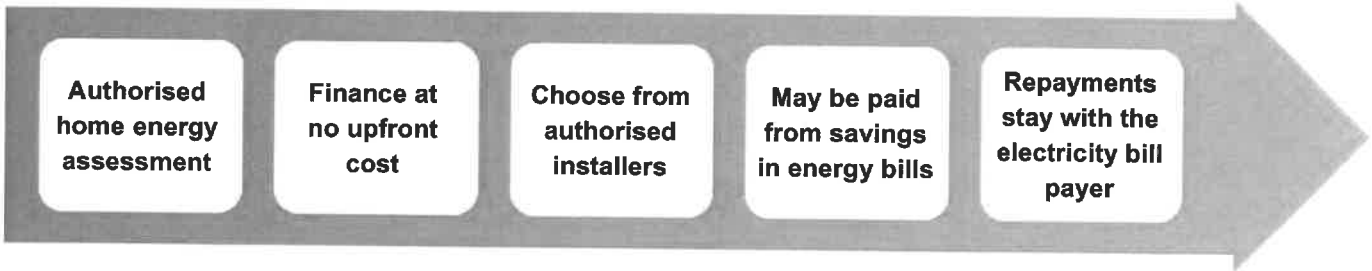 Authorised
home energy
assessment
Finance at
no upfront
cost
Choose from
authorised
installers
May be paid
from savings
in energy bills
Repayments
stay with the
electricity bill
payer